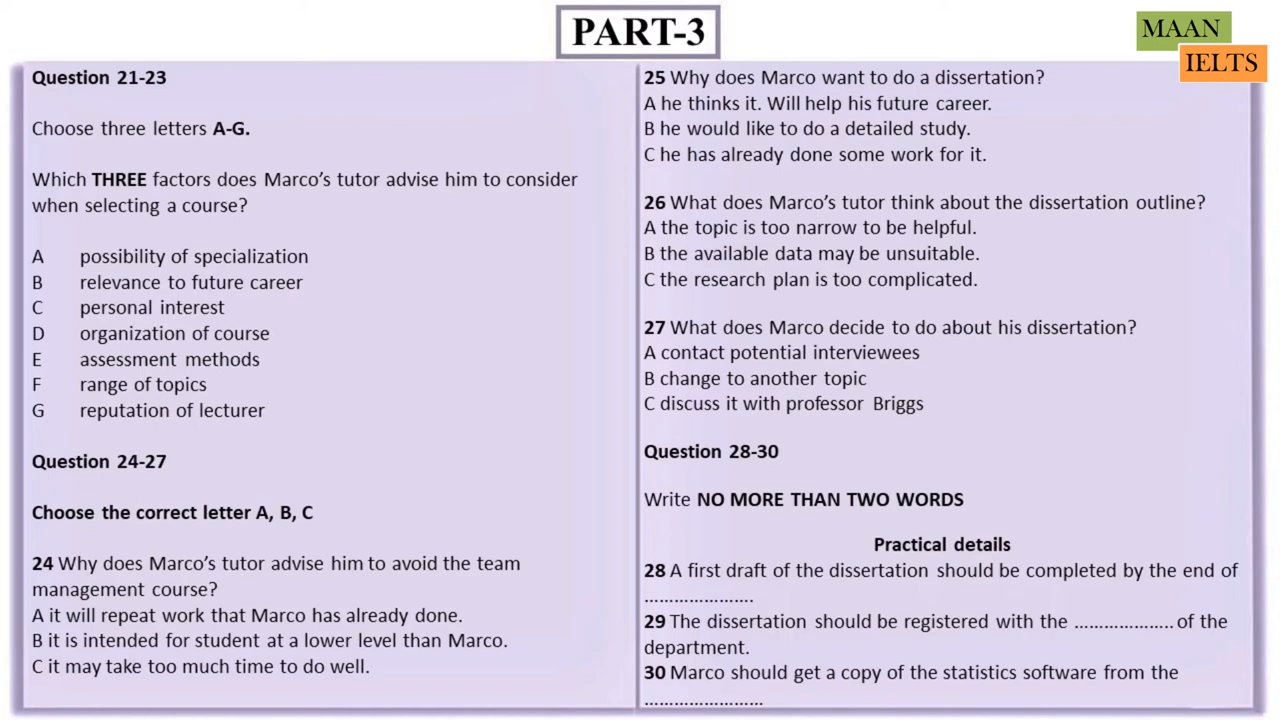 PART-3
MAAN
IELTS
Question 21-23
Choose three letters A-G.
Which THREE factors does Marco's tutor advise him to consider
when selecting a course?
A possibility of specialization
B relevance to future career
C personal interest
D organization of course
E assessment methods
F range of topics
G reputation of lecturer
Question 24-27
Choose the correct letter A, B, C
24 Why does Marco's tutor advise him to avoid the team
management course?
A it will repeat work that Marco has already done.
B it is intended for student at a lower level than Marco.
C it may take too much time to do well.
25 Why does Marco want to do a dissertation?
A he thinks it. Will help his future career.
B he would like to do a detailed study.
C he has already done some work for it.
26 What does Marco's tutor think about the dissertation outline?
A the topic is too narrow to be helpful.
B the available data may be unsuitable.
C the research plan is too complicated.
27 What does Marco decide to do about his dissertation?
A contact potential interviewees
B change to another topic
C discuss it with professor Briggs
Question 28-30
Write NO MORE THAN TWO WORDS
Practical details
28 A first draft of the dissertation should be completed by the end of
………………….
29 The dissertation should be registered with the ……………….. of the
department.
30 Marco should get a copy of the statistics software from the
……………………